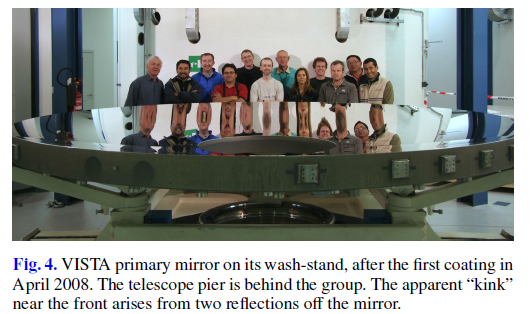 Fig. 4. VISTA primary mirror on its wash-stand, after the first coating in
April 2008. The telescope pier is behind the group. The apparent “kink”
near the front arises from two reflections off the mirror.